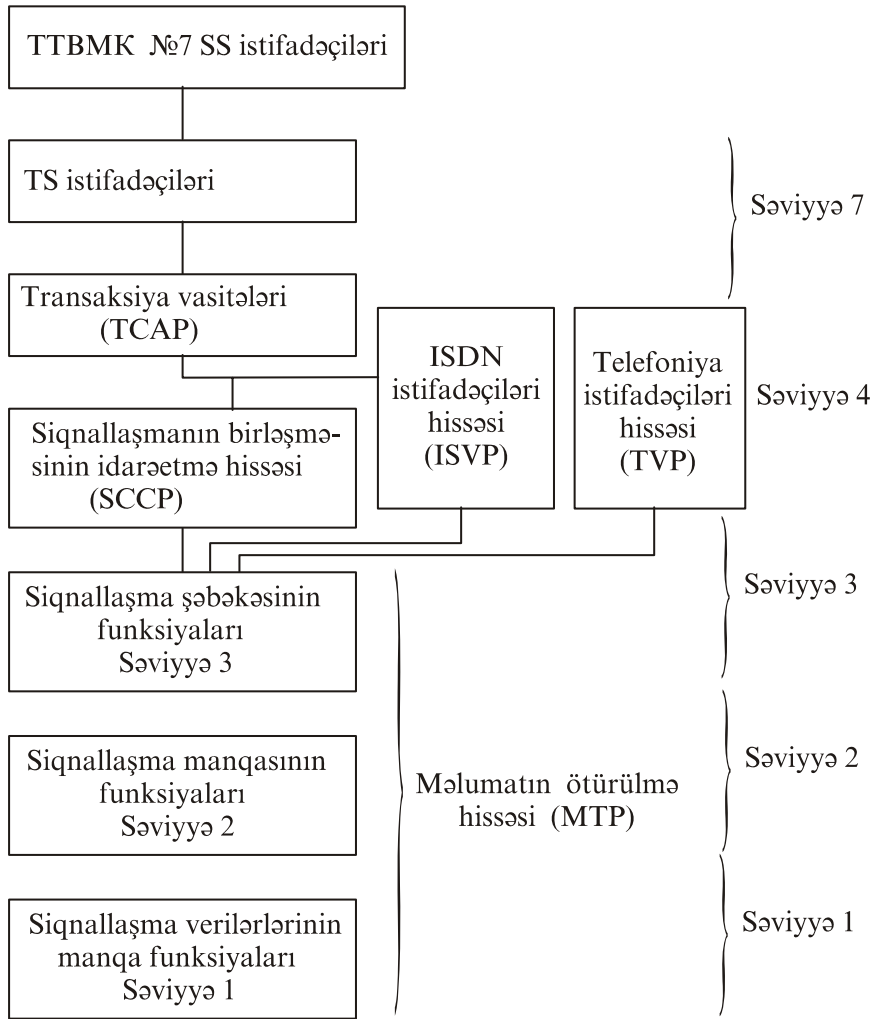 TTBMK №7 SS istifadəçiləri
TS istifadəçiləri
Səviyyə 7
Transaksiya vasitələri
(TCAP)
ISDN
istifadəçiləri
hissəsi
(ISVP)
Telefoniya
istifadəçiləri
hissəsi
(TVP)
Səviyyə 4
Siqnallaşmanın birləşmə-
sinin idarəetmə hissəsi
(SCCP)
Siqnallaşma şəbəkəsinin
funksiyaları
Səviyyə 3
Səviyyə 3
Siqnallaşma manqasının
funksiyaları
Səviyyə 2
Məlumatın ötürülmə
hissəsi (MTP)
Səviyyə 2
Siqnallaşma verilərlərinin
manqa funksiyaları
Səviyyə 1
Səviyyə 1